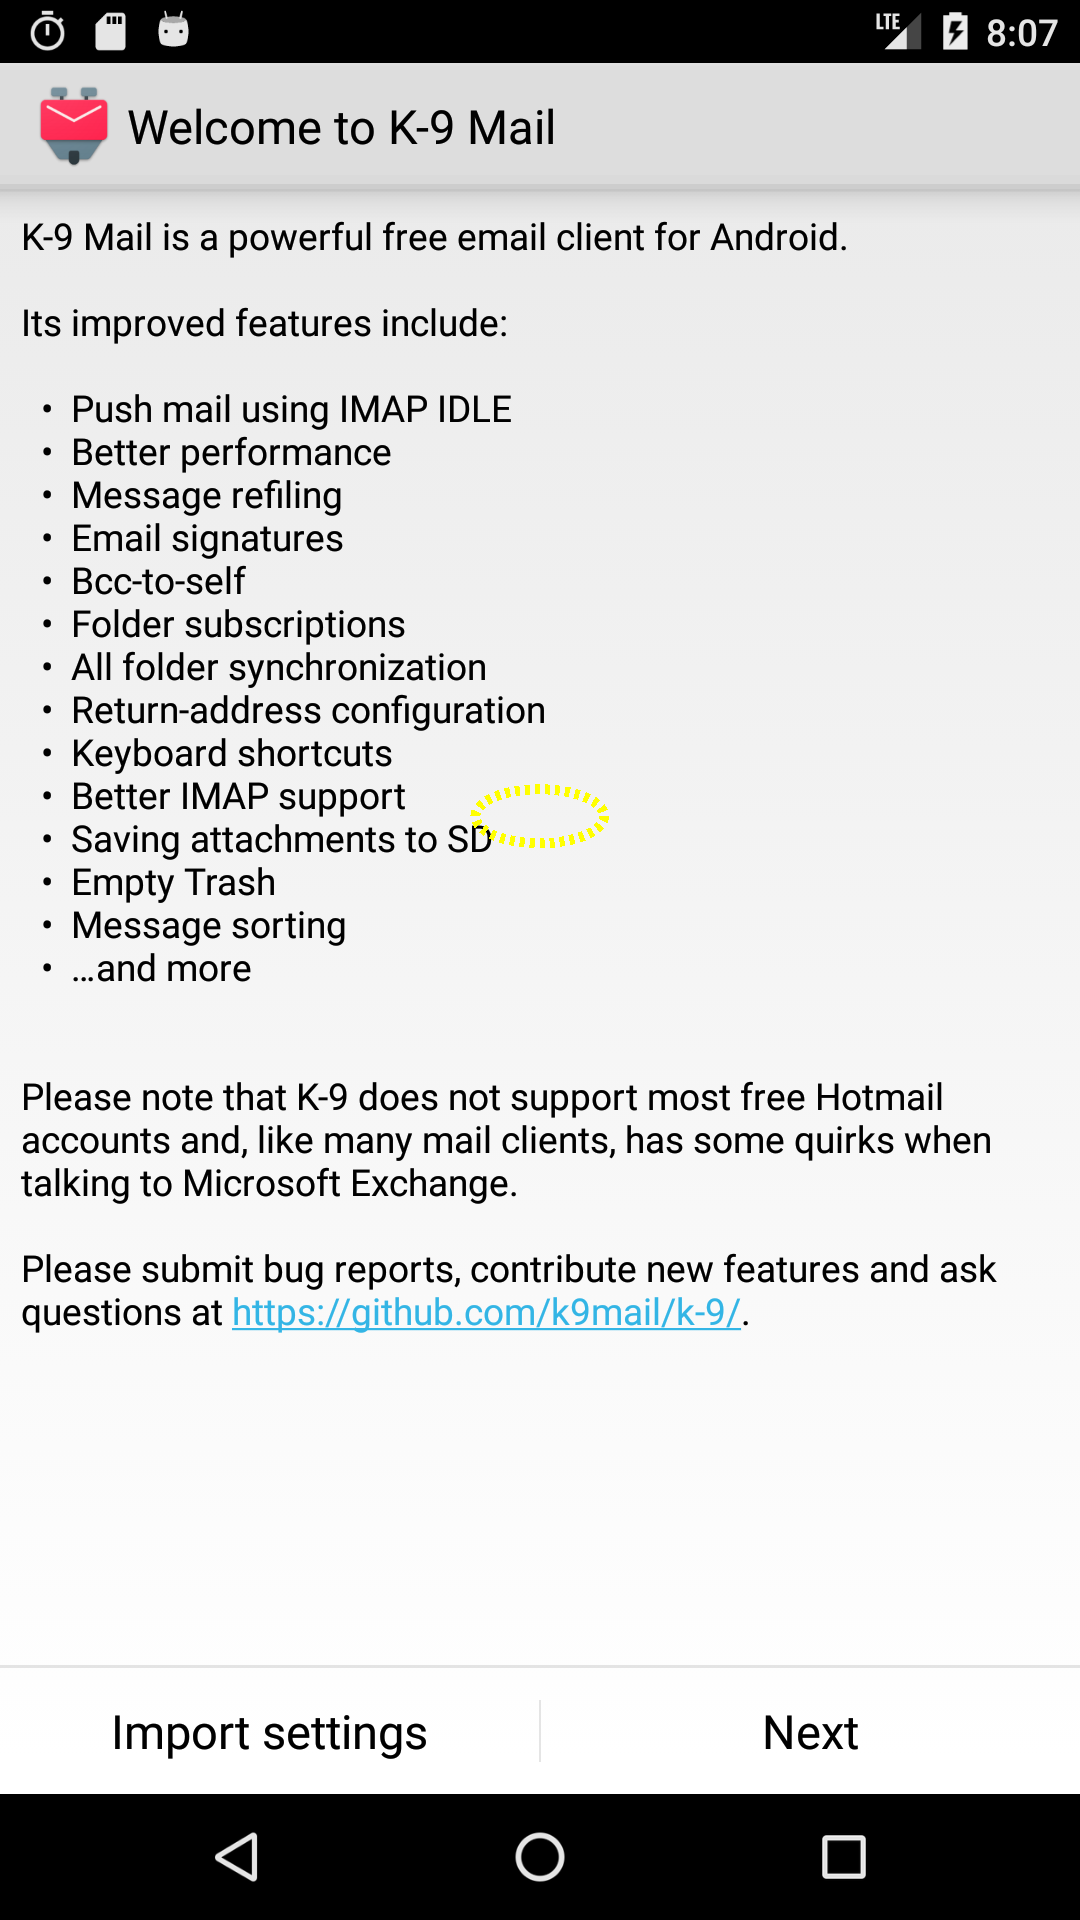 LTE 8:07
Welcome to K-9 Mail
K-9 Mail is a powerful free email client for Android.
Its improved features include:
• Push mail using IMAP IDLE
• Better performance
• Message refiling
• Email signatures
• Bcc-to-self
• Folder subscriptions
• All folder synchronization
• Return-address configuration
• Keyboard shortcuts
• Better IMAP support
• Saving attachments to SD
• Empty Trash
• Message sorting
• …and more
Please note that K-9 does not support most free Hotmail
accounts and, like many mail clients, has some quirks when
talking to Microsoft Exchange.
Please submit bug reports, contribute new features and ask
questions at https://github.com/k9mail/k-9/.
Import settings
Next